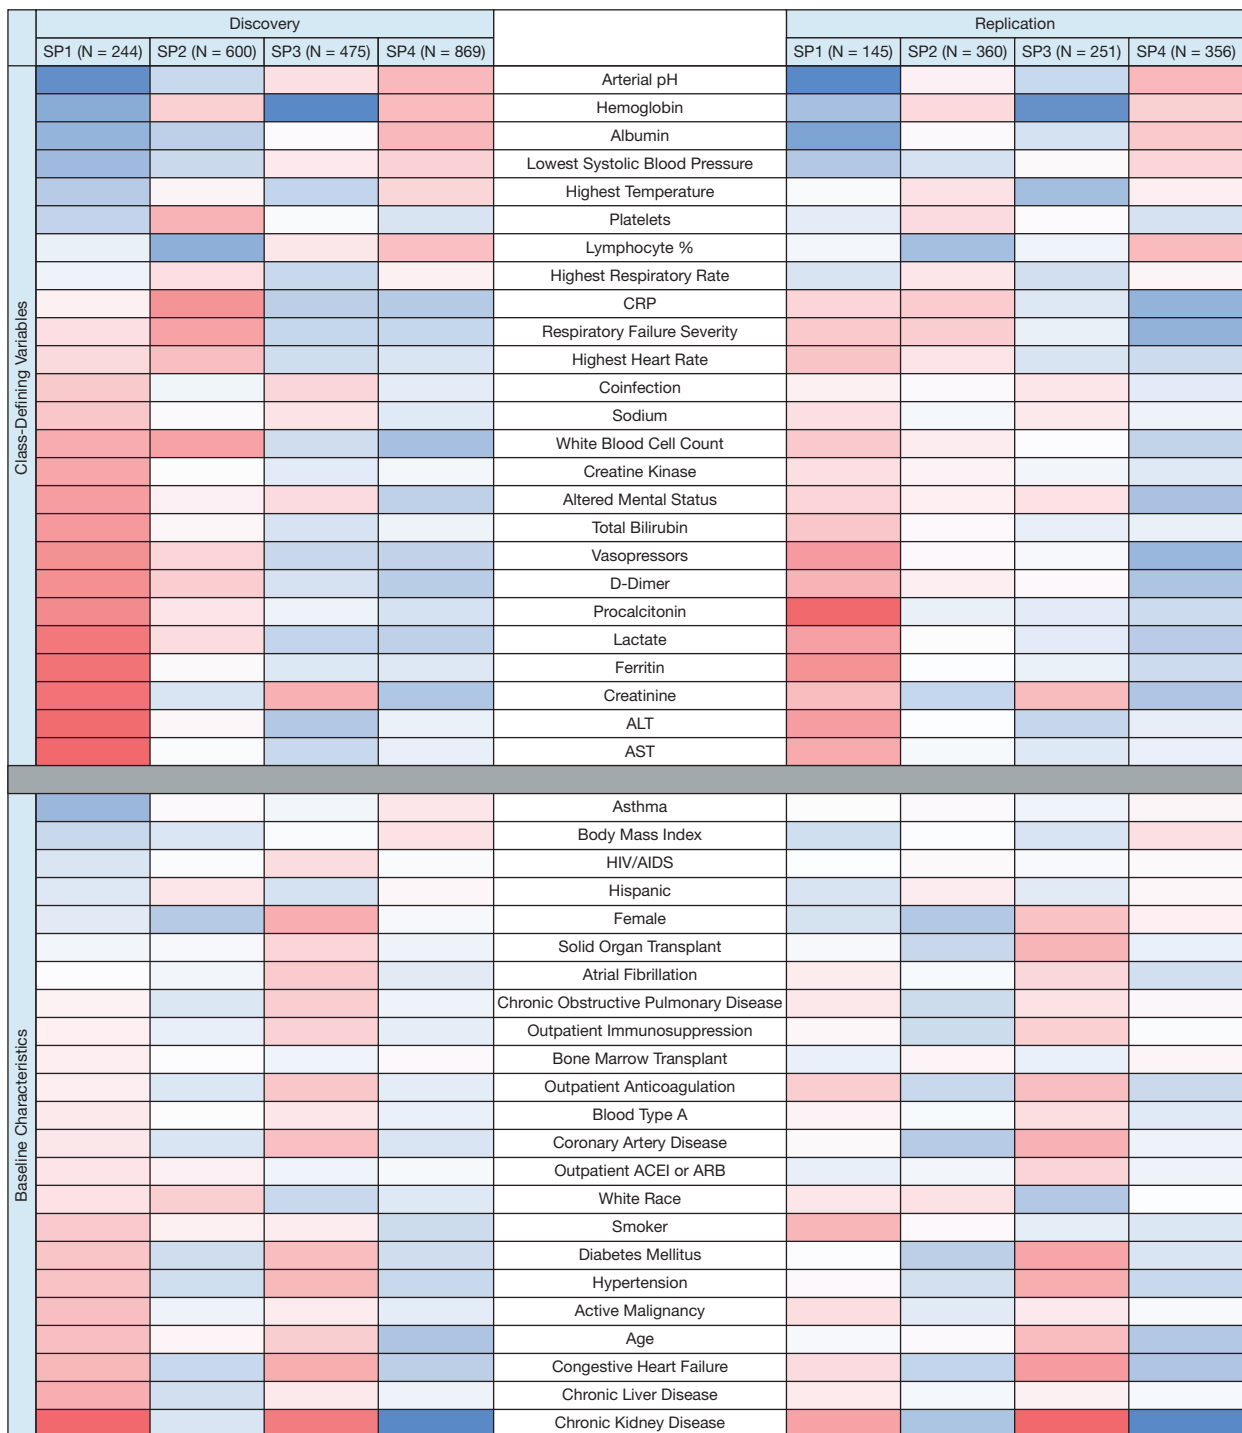 Discovery
Replication
SP1 (N = 244)
SP2 (N = 600)
SP3 (N = 475)
SP4 (N = 869)
SP1 (N = 145)
SP2 (N = 360)
SP3 (N = 251)
SP4 (N = 356)
Class-Defining Variables
Arterial pH
Hemoglobin
Albumin
Lowest Systolic Blood Pressure
Highest Temperature
Platelets
Lymphocyte %
Highest Respiratory Rate
CRP
Respiratory Failure Severity
Highest Heart Rate
Coinfection
Sodium
White Blood Cell Count
Creatine Kinase
Altered Mental Status
Total Bilirubin
Vasopressors
D-Dimer
Procalcitonin
Lactate
Ferritin
Creatinine
ALT
AST
Baseline Characteristics
Asthma
Body Mass Index
HIV/AIDS
Hispanic
Female
Solid Organ Transplant
Atrial Fibrillation
Chronic Obstructive Pulmonary Disease
Outpatient Immunosuppression
Bone Marrow Transplant
Outpatient Anticoagulation
Blood Type A
Coronary Artery Disease
Outpatient ACEI or ARB
White Race
Smoker
Diabetes Mellitus
Hypertension
Active Malignancy
Age
Congestive Heart Failure
Chronic Liver Disease
Chronic Kidney Disease